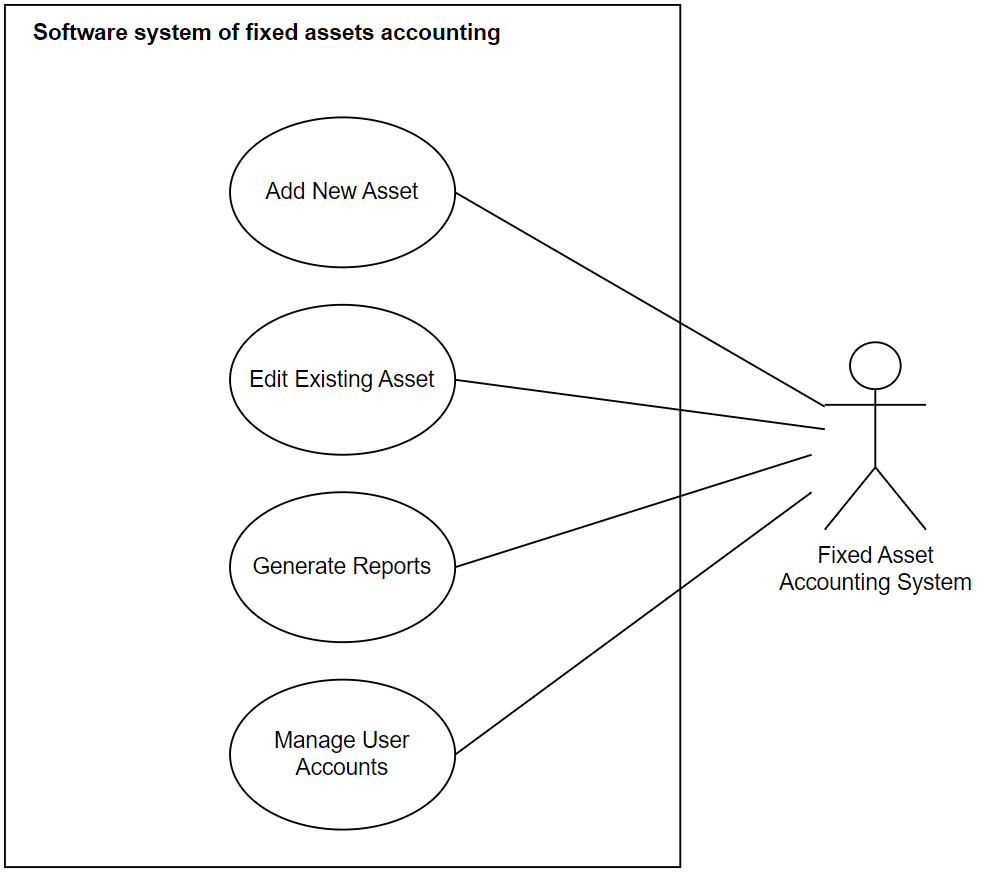 Software system of fixed assets accounting
Add New Asset
Edit Existing Asset
Generate Reports
Fixed Asset
Accounting System
Manage User
Accounts